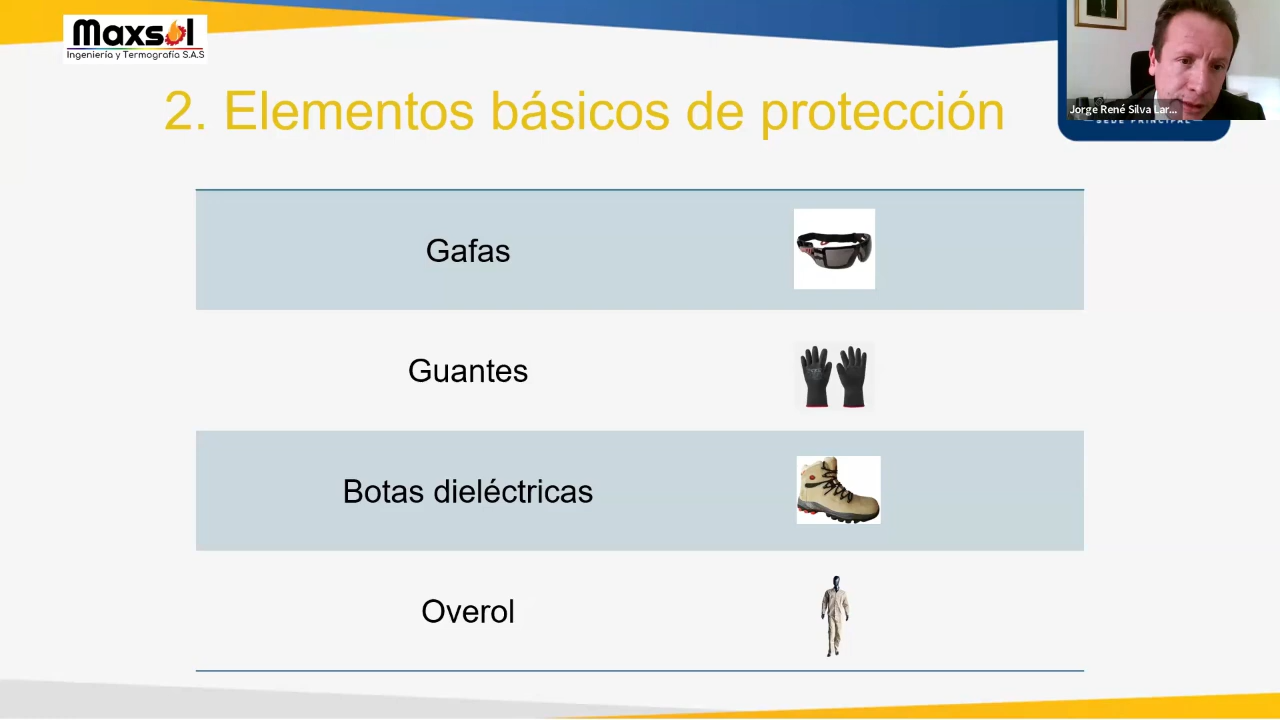 Maxsol
Ingeniería y Termografía S.A.S
Jorge René Silva Lar...
SEDE PRINCIPAL
2. Elementos básicos de protección
Gafas
Guantes
Botas dieléctricas
Overol